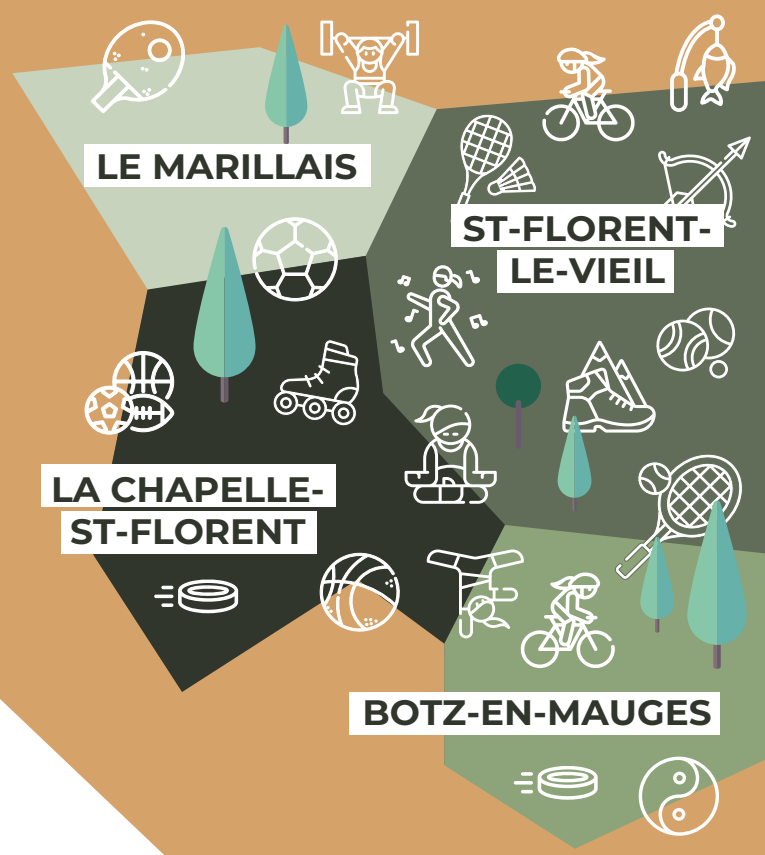 LE MARILLAIS
ST-FLORENT-
LE-VIEIL
LA CHAPELLE-
ST-FLORENT
BOTZ-EN-MAUGES